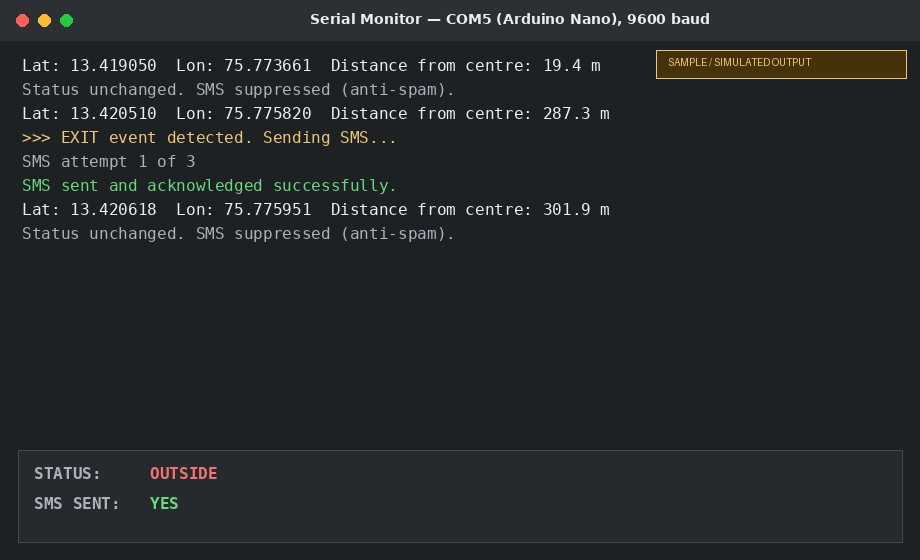 Serial Monitor — COM5 (Arduino Nano), 9600 baud
SAMPLE / SIMULATED OUTPUT
Lat: 13.419050  Lon: 75.773661  Distance from centre: 19.4 m
Status unchanged. SMS suppressed (anti-spam).
Lat: 13.420510  Lon: 75.775820  Distance from centre: 287.3 m
>>> EXIT event detected. Sending SMS...
SMS attempt 1 of 3
SMS sent and acknowledged successfully.
Lat: 13.420618  Lon: 75.775951  Distance from centre: 301.9 m
Status unchanged. SMS suppressed (anti-spam).
STATUS: OUTSIDE
SMS SENT: YES